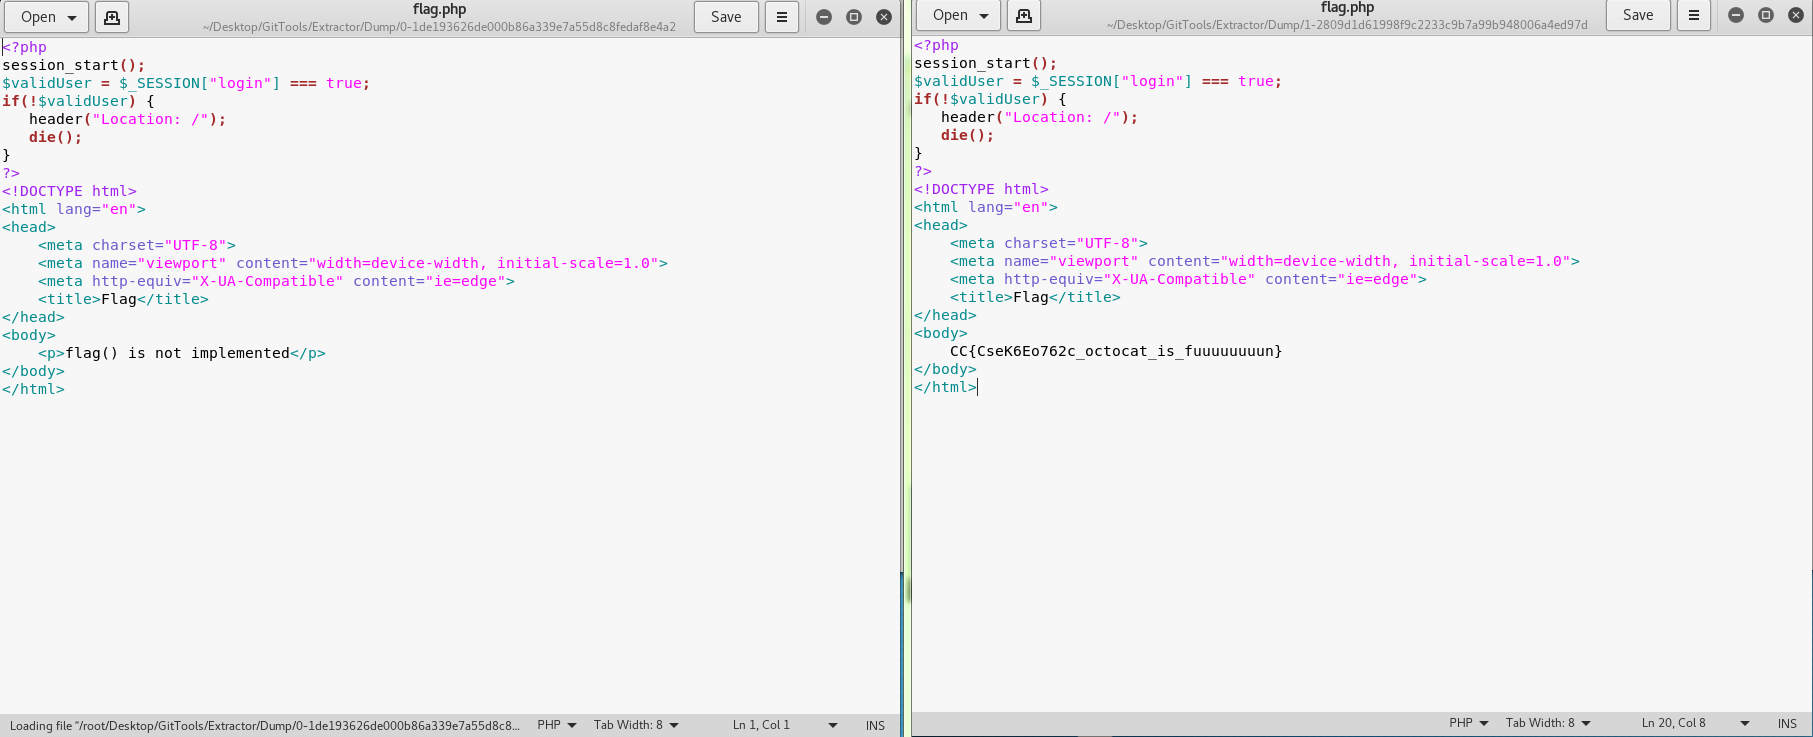 Open
flag.php
~/Desktop/GitTools/Extractor/Dump/0-1de193626de000b86a339e7a55d8c8fedaf8e4a2
Save
<?php
session_start();
$validUser = $_SESSION["login"] === true;
if(!$validUser) {
   header("Location: /");
   die();
}
?>
<!DOCTYPE html>
<html lang="en">
<head>
    <meta charset="UTF-8">
    <meta name="viewport" content="width=device-width, initial-scale=1.0">
    <meta http-equiv="X-UA-Compatible" content="ie=edge">
    <title>Flag</title>
</head>
<body>
    <p>flag() is not implemented</p>
</body>
</html>
Loading file “/root/Desktop/GitTools/Extractor/Dump/0-1de193626de000b86a339e7a55d8c8… PHP Tab Width: 8 Ln 1, Col 1 INS
Open
flag.php
~/Desktop/GitTools/Extractor/Dump/1-2809d1d61998f9c2233c9b7a99b948006a4ed97d
Save
<?php
session_start();
$validUser = $_SESSION["login"] === true;
if(!$validUser) {
   header("Location: /");
   die();
}
?>
<!DOCTYPE html>
<html lang="en">
<head>
    <meta charset="UTF-8">
    <meta name="viewport" content="width=device-width, initial-scale=1.0">
    <meta http-equiv="X-UA-Compatible" content="ie=edge">
    <title>Flag</title>
</head>
<body>
    CC{CseK6Eo762c_octocat_is_fuuuuuuuun}
</body>
</html>
PHP Tab Width: 8 Ln 20, Col 8 INS